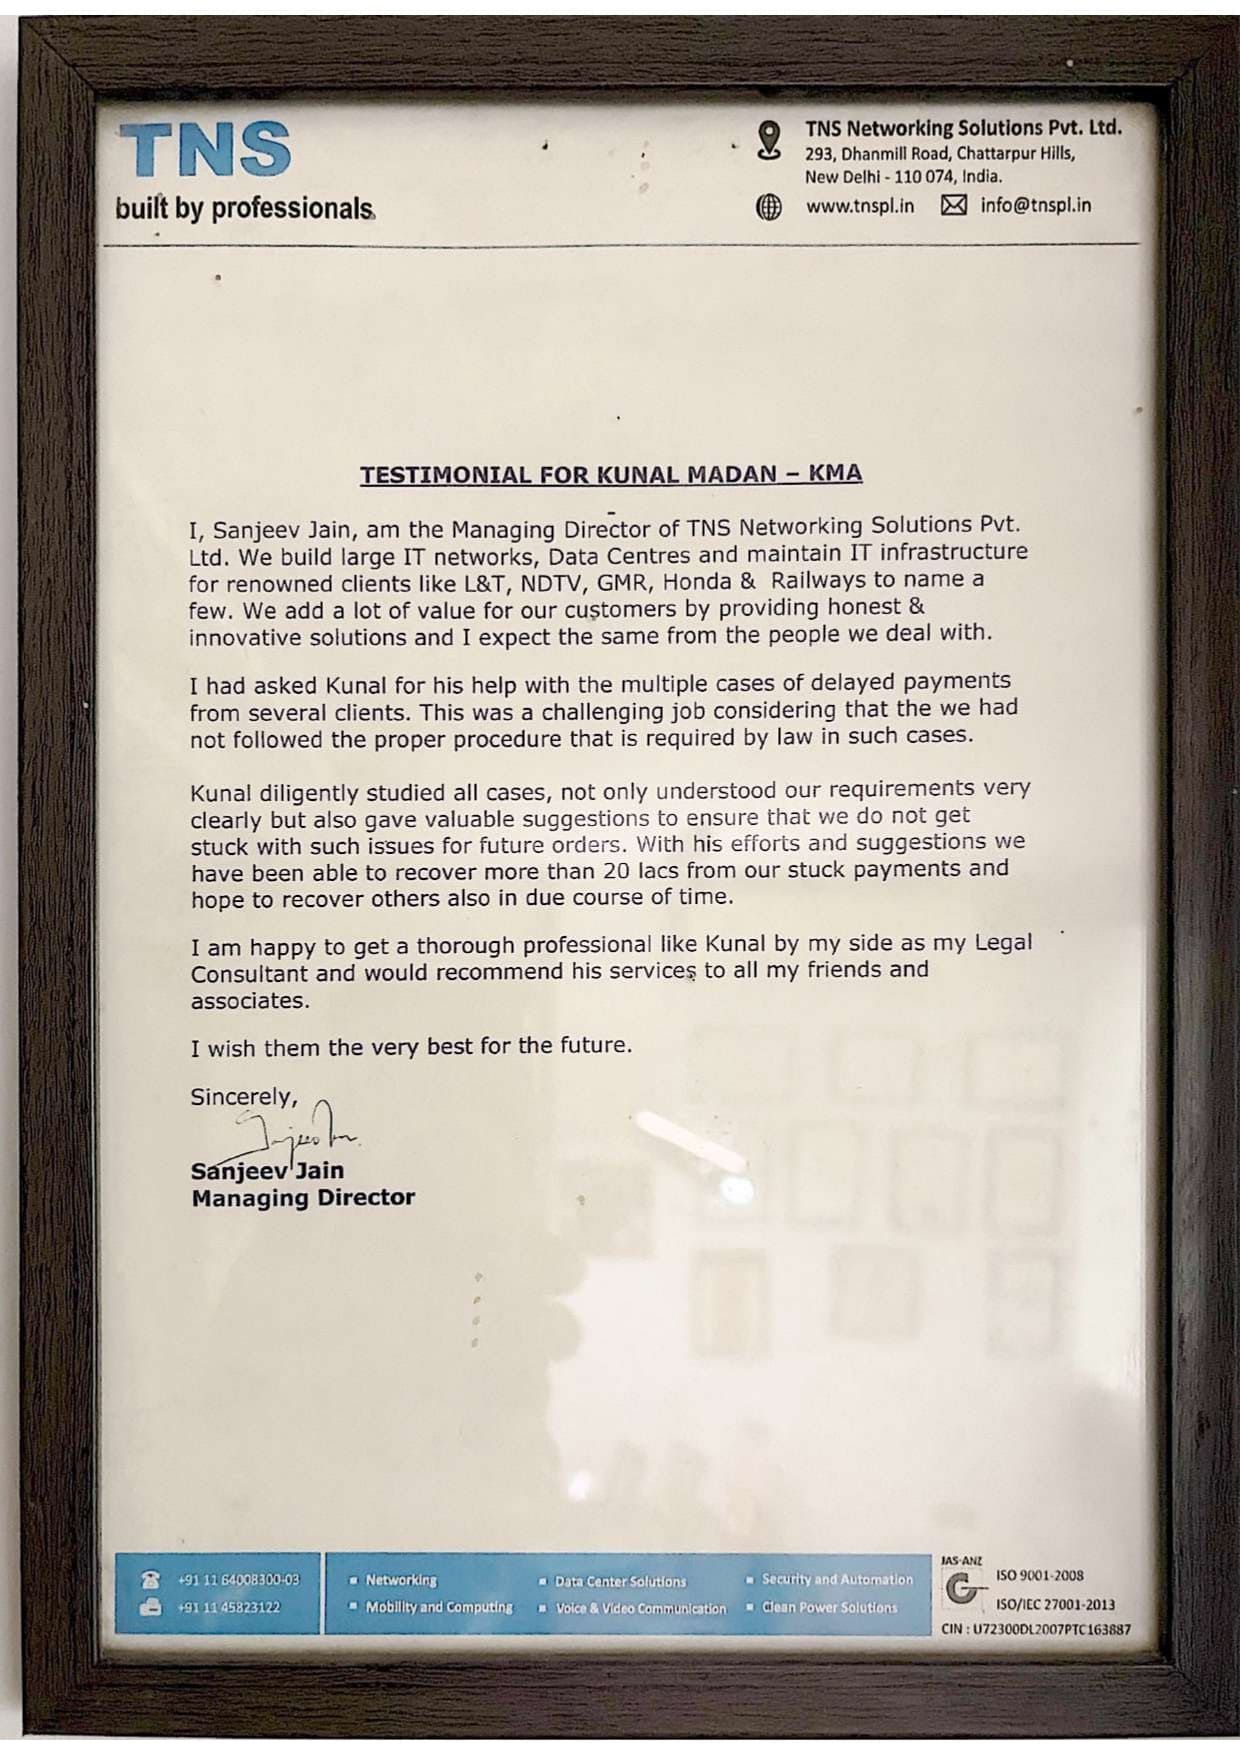 TNS
built by professionals
TNS Networking Solutions Pvt. Ltd.
293, Dhanmill Road, Chattarpur Hills,
New Delhi - 110 074, India.
www.tnspl.in info@tnspl.in
TESTIMONIAL FOR KUNAL MADAN – KMA
I, Sanjeev Jain, am the Managing Director of TNS Networking Solutions Pvt.
Ltd. We build large IT networks, Data Centres and maintain IT infrastructure
for renowned clients like L&T, NDTV, GMR, Honda & Railways to name a
few. We add a lot of value for our customers by providing honest &
innovative solutions and I expect the same from the people we deal with.
I had asked Kunal for his help with the multiple cases of delayed payments
from several clients. This was a challenging job considering that the we had
not followed the proper procedure that is required by law in such cases.
Kunal diligently studied all cases, not only understood our requirements very
clearly but also gave valuable suggestions to ensure that we do not get
stuck with such issues for future orders. With his efforts and suggestions we
have been able to recover more than 20 lacs from our stuck payments and
hope to recover others also in due course of time.
I am happy to get a thorough professional like Kunal by my side as my Legal
Consultant and would recommend his services to all my friends and
associates.
I wish them the very best for the future.
Sincerely,
Sanjeev Jain
Sanjeev Jain
Managing Director
+91 11 64008300-03
+91 11 45823122
Networking
Mobility and Computing
Data Center Solutions
Voice & Video Communication
Security and Automation
Clean Power Solutions
JAS-ANZ
ISO 9001-2008
ISO/IEC 27001-2013
CIN : U72300DL2007PTC163887